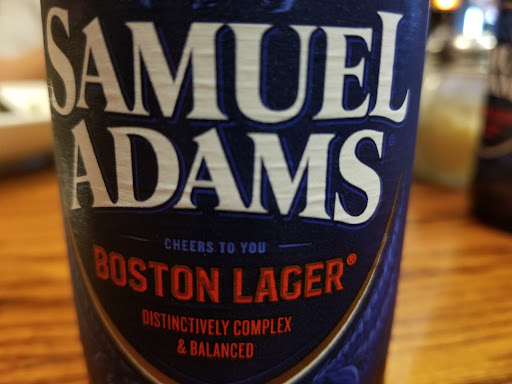 SAMUEL
ADAMS
CHEERS TO YOU
BOSTON LAGER®
DISTINCTIVELY COMPLEX
& BALANCED